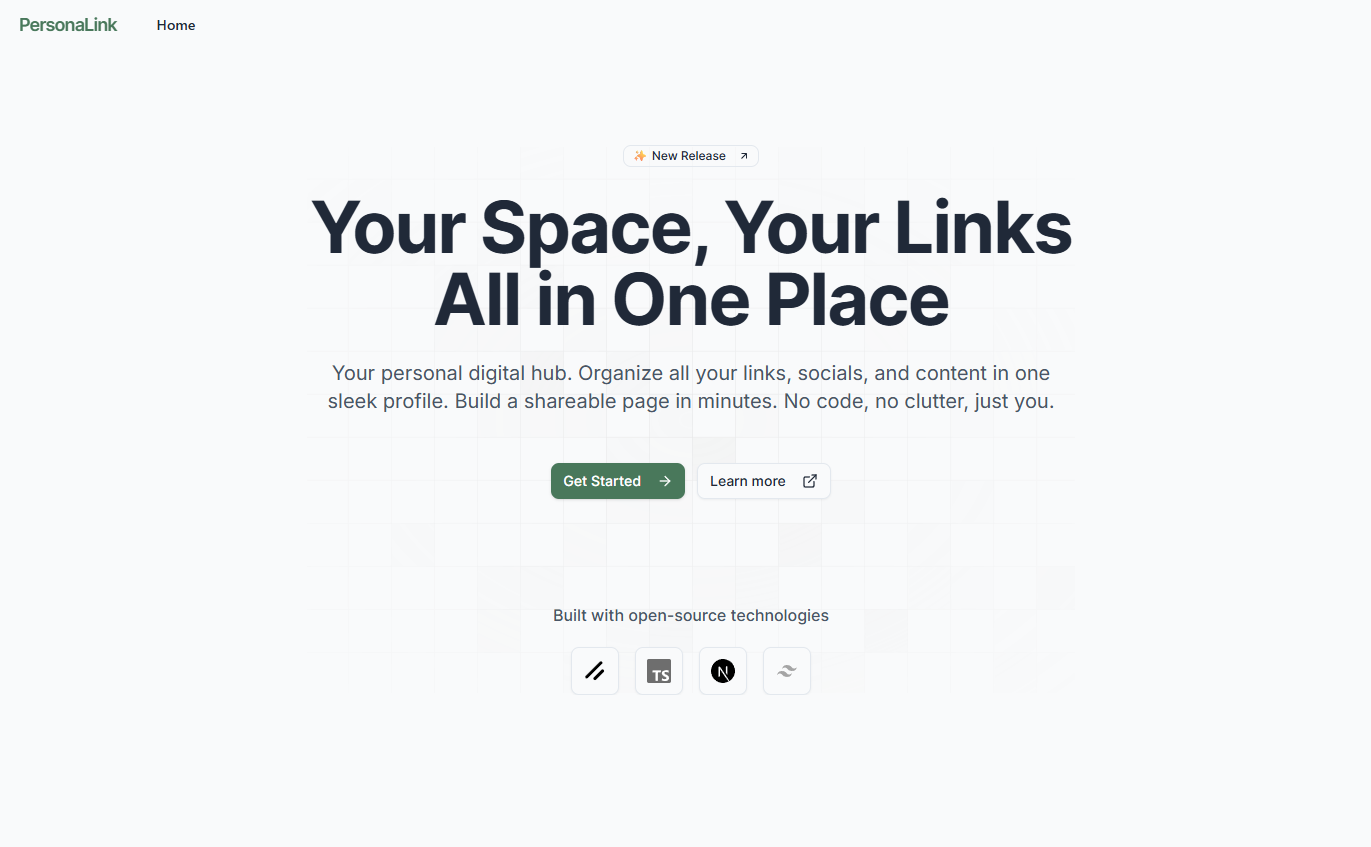 PersonaLink
Home
✨ New Release
Your Space, Your Links
All in One Place
Your personal digital hub. Organize all your links, socials, and content in one
sleek profile. Build a shareable page in minutes. No code, no clutter, just you.
Get Started
Learn more
Built with open-source technologies
TS
N